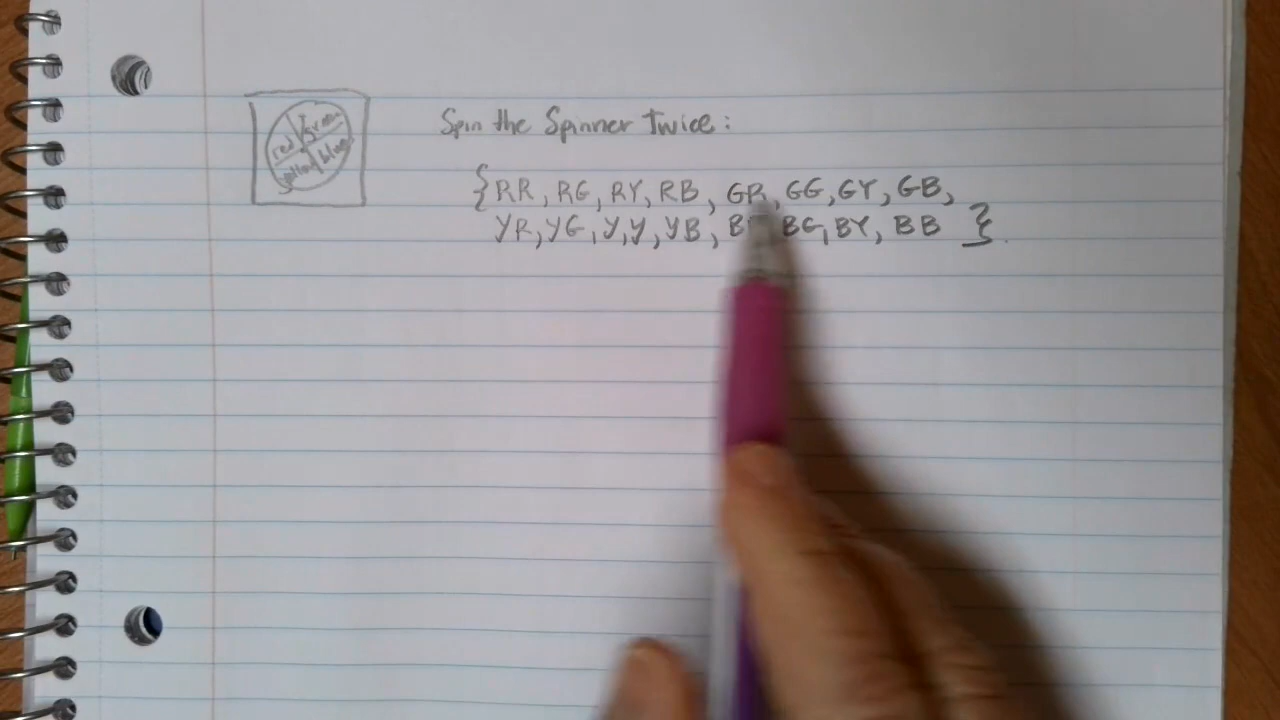 red green
yellow blue
Spin the Spinner Twice:
{RR, RG, RY, RB, GR, GG, GY, GB,
YR, YG, Y,Y, YB, BG, BY, BB }